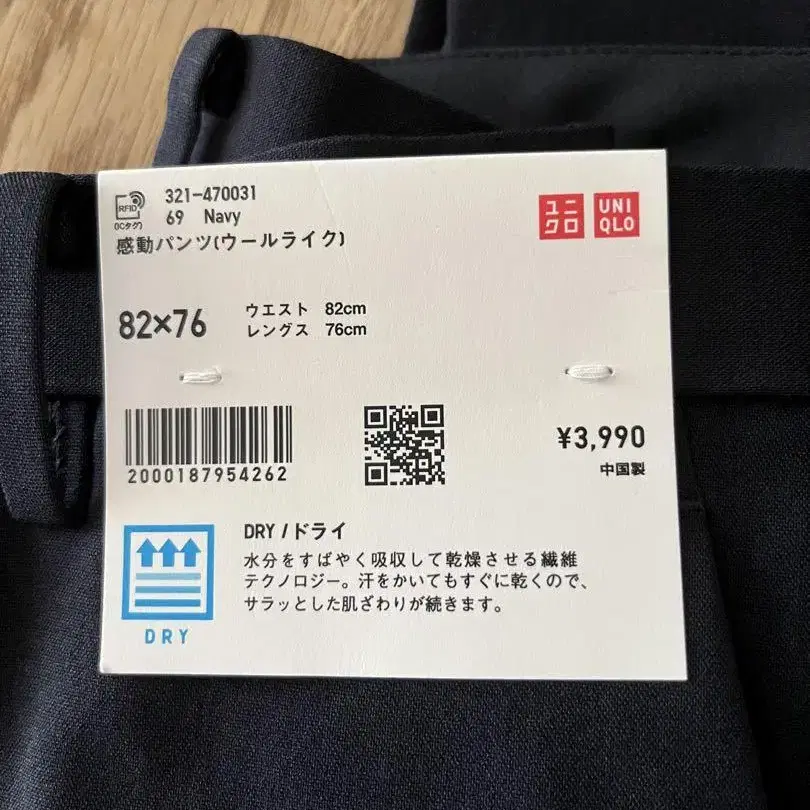 RFID
(ICタグ)
321-470031
69 Navy
感動パンツ(ウールライク)
ユニ
クロ
UNI
QLO
82×76
ウエスト 82cm
レングス 76cm
2000187954262
¥3,990
中国製
DRY
DRY /ドライ
水分をすばやく吸収して乾燥させる繊維
テクノロジー。汗をかいてもすぐに乾くので、
サラッとした肌ざわりが続きます。